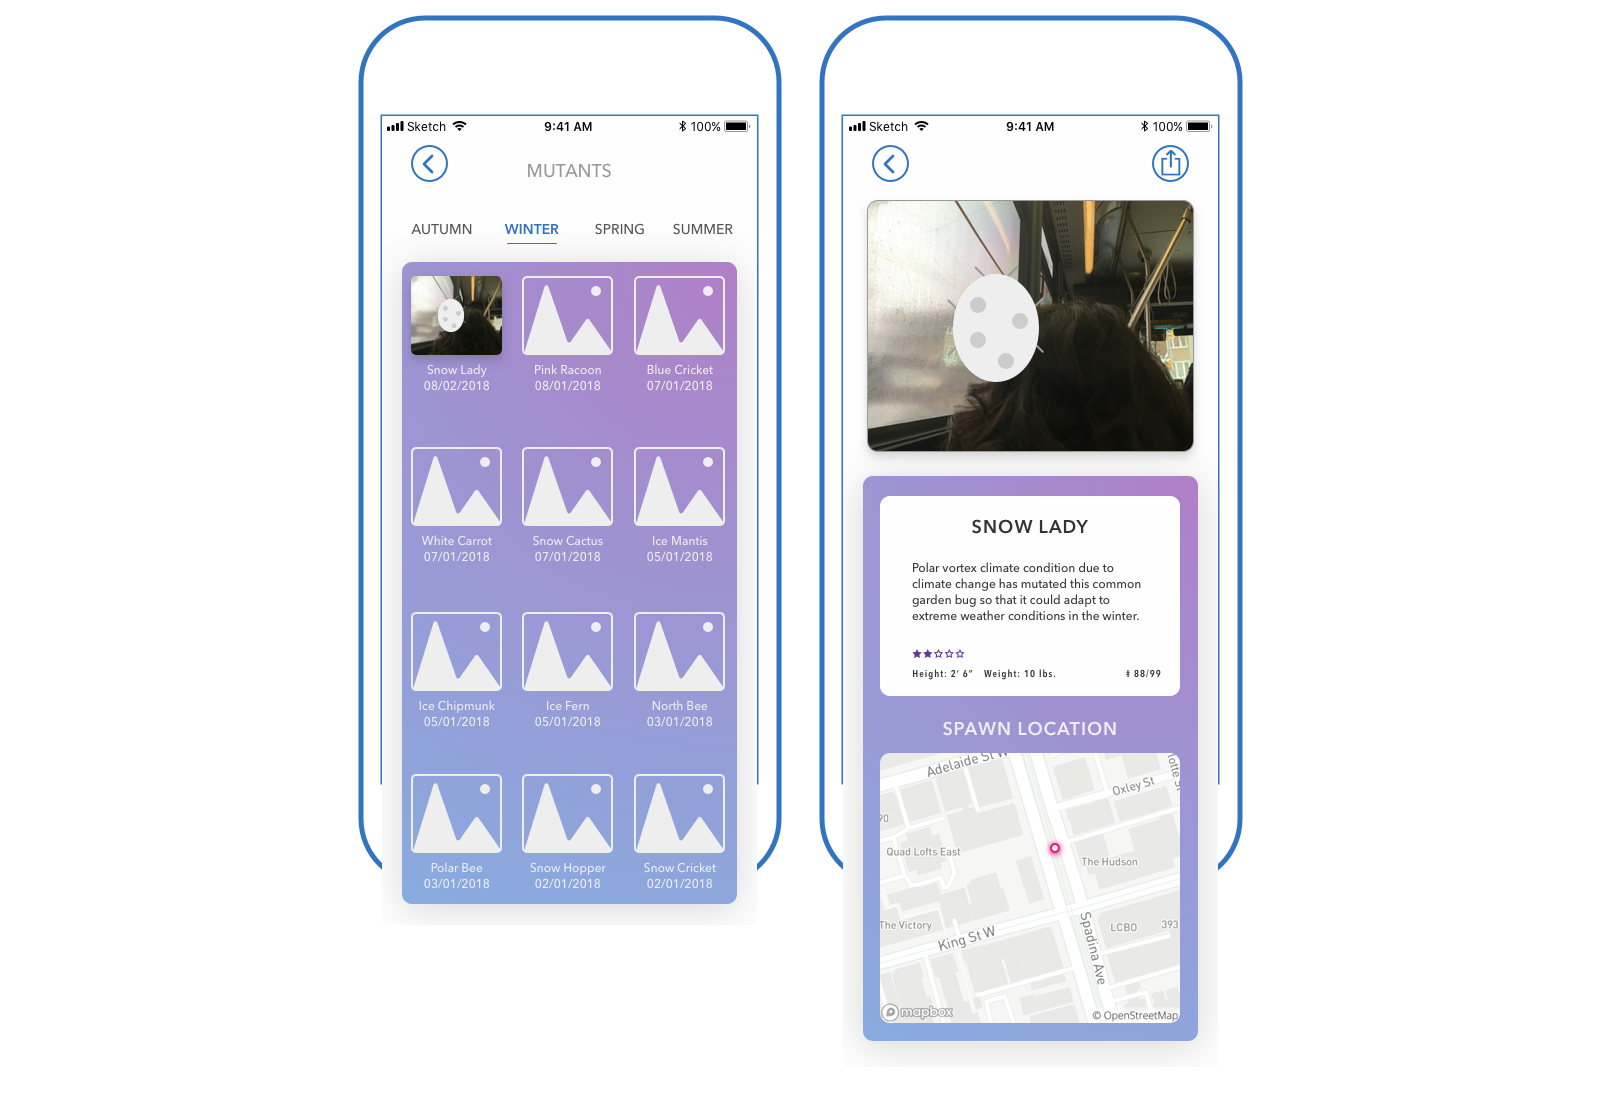 Sketch 9:41 AM 100%
MUTANTS
AUTUMN WINTER SPRING SUMMER
Snow Lady Pink Racoon Blue Cricket
08/02/2018 08/01/2018 07/01/2018
White Carrot Snow Cactus Ice Mantis
07/01/2018 07/01/2018 05/01/2018
Ice Chipmunk Ice Fern North Bee
05/01/2018 05/01/2018 03/01/2018
Polar Bee Snow Hopper Snow Cricket
03/01/2018 02/01/2018 02/01/2018
Sketch 9:41 AM 100%
SNOW LADY
Polar vortex climate condition due to
climate change has mutated this common
garden bug so that it could adapt to
extreme weather conditions in the winter.
Height: 2' 6" Weight: 10 lbs. # 88/99
SPAWN LOCATION
Adelaide St W
Oxley St
90
Quad Lofts East
The Hudson
The Victory
King St W
Spadina Ave
LCBO
393
mapbox
© OpenStreetMap